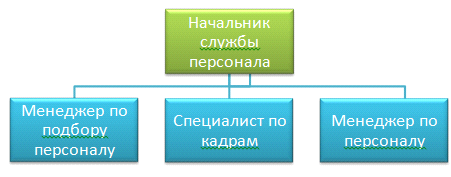 Начальник
службы
персонала
Менеджер по
подбору
персоналу
Специалист по
кадрам
Менеджер по
персоналу